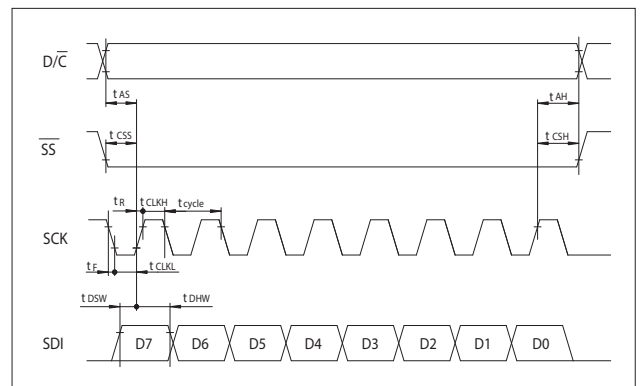 D/C̅
t AS
t AH
t CSS
t CSH
S̅S̅
t R
t CLKH
t cycle
SCK
t F
t CLKL
t DSW
t DHW
SDI
D7 D6 D5 D4 D3 D2 D1 D0